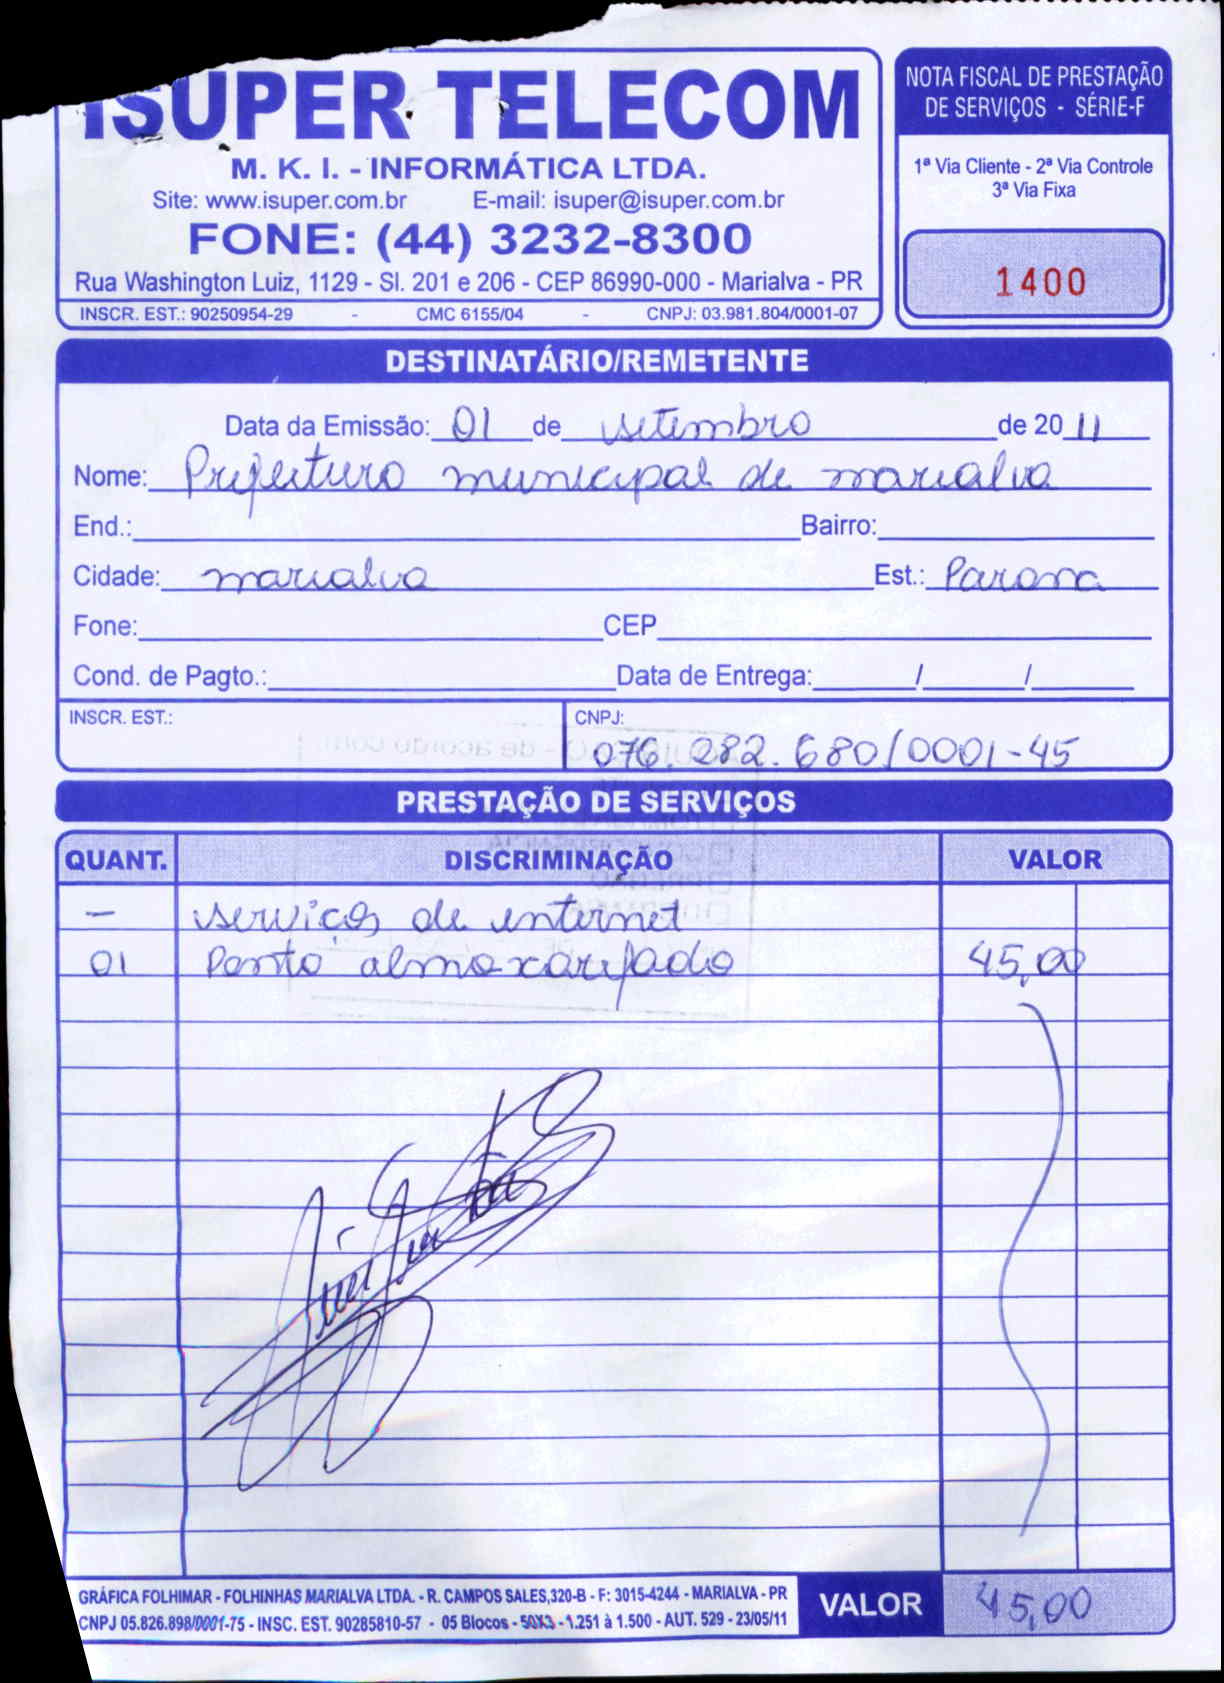 ISUPER TELECOM
M. K. I. - INFORMÁTICA LTDA.
Site: www.isuper.com.br E-mail: isuper@isuper.com.br
FONE: (44) 3232-8300
Rua Washington Luiz, 1129 - Sl. 201 e 206 - CEP 86990-000 - Marialva - PR
INSCR. EST.: 90250954-29 - CMC 6155/04 - CNPJ: 03.981.804/0001-07
NOTA FISCAL DE PRESTAÇÃO
DE SERVIÇOS - SÉRIE-F
1ª Via Cliente - 2ª Via Controle
3ª Via Fixa
1400
DESTINATÁRIO/REMETENTE
Data da Emissão: 01 de setembro de 2011
Nome: Prefeitura municipal de marialva
End.: Bairro:
Cidade: marialva Est.: Parana
Fone: CEP
Cond. de Pagto.: Data de Entrega: / /
INSCR. EST.: CNPJ:
076.282.680/0001-45
PRESTAÇÃO DE SERVIÇOS
QUANT. DISCRIMINAÇÃO VALOR
- serviços de internet
01 Ponto almoxarifado 45,00
GRÁFICA FOLHIMAR - FOLHINHAS MARIALVA LTDA. - R. CAMPOS SALES,320-B - F: 3015-4244 - MARIALVA - PR
CNPJ 05.826.898/0001-75 - INSC. EST. 90285810-57 - 05 Blocos - 50X3 - 1.251 à 1.500 - AUT. 529 - 23/05/11
VALOR 45,00